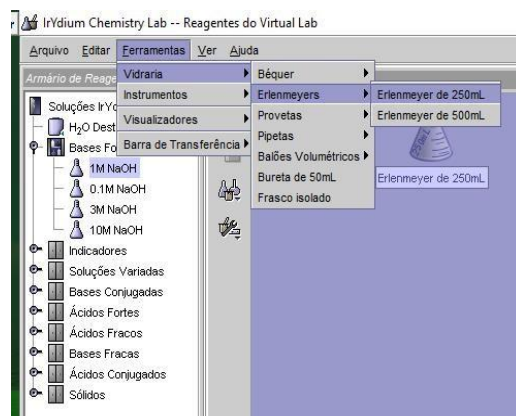 IrYdium Chemistry Lab -- Reagentes do Virtual Lab
Arquivo Editar Ferramentas Ver Ajuda
Armário de Reage
Soluções IrYd
H2O Dest
Bases Fo
1M NaOH
0.1M NaOH
3M NaOH
10M NaOH
Indicadores
Soluções Variadas
Bases Conjugadas
Ácidos Fortes
Ácidos Fracos
Bases Fracas
Ácidos Conjugados
Sólidos
Vidraria
Instrumentos
Visualizadores
Barra de Transferência
Béquer
Erlenmeyers
Provetas
Pipetas
Balões Volumétricos
Bureta de 50mL
Frasco isolado
Erlenmeyer de 250mL
Erlenmeyer de 500mL
250mL
Erlenmeyer de 250mL